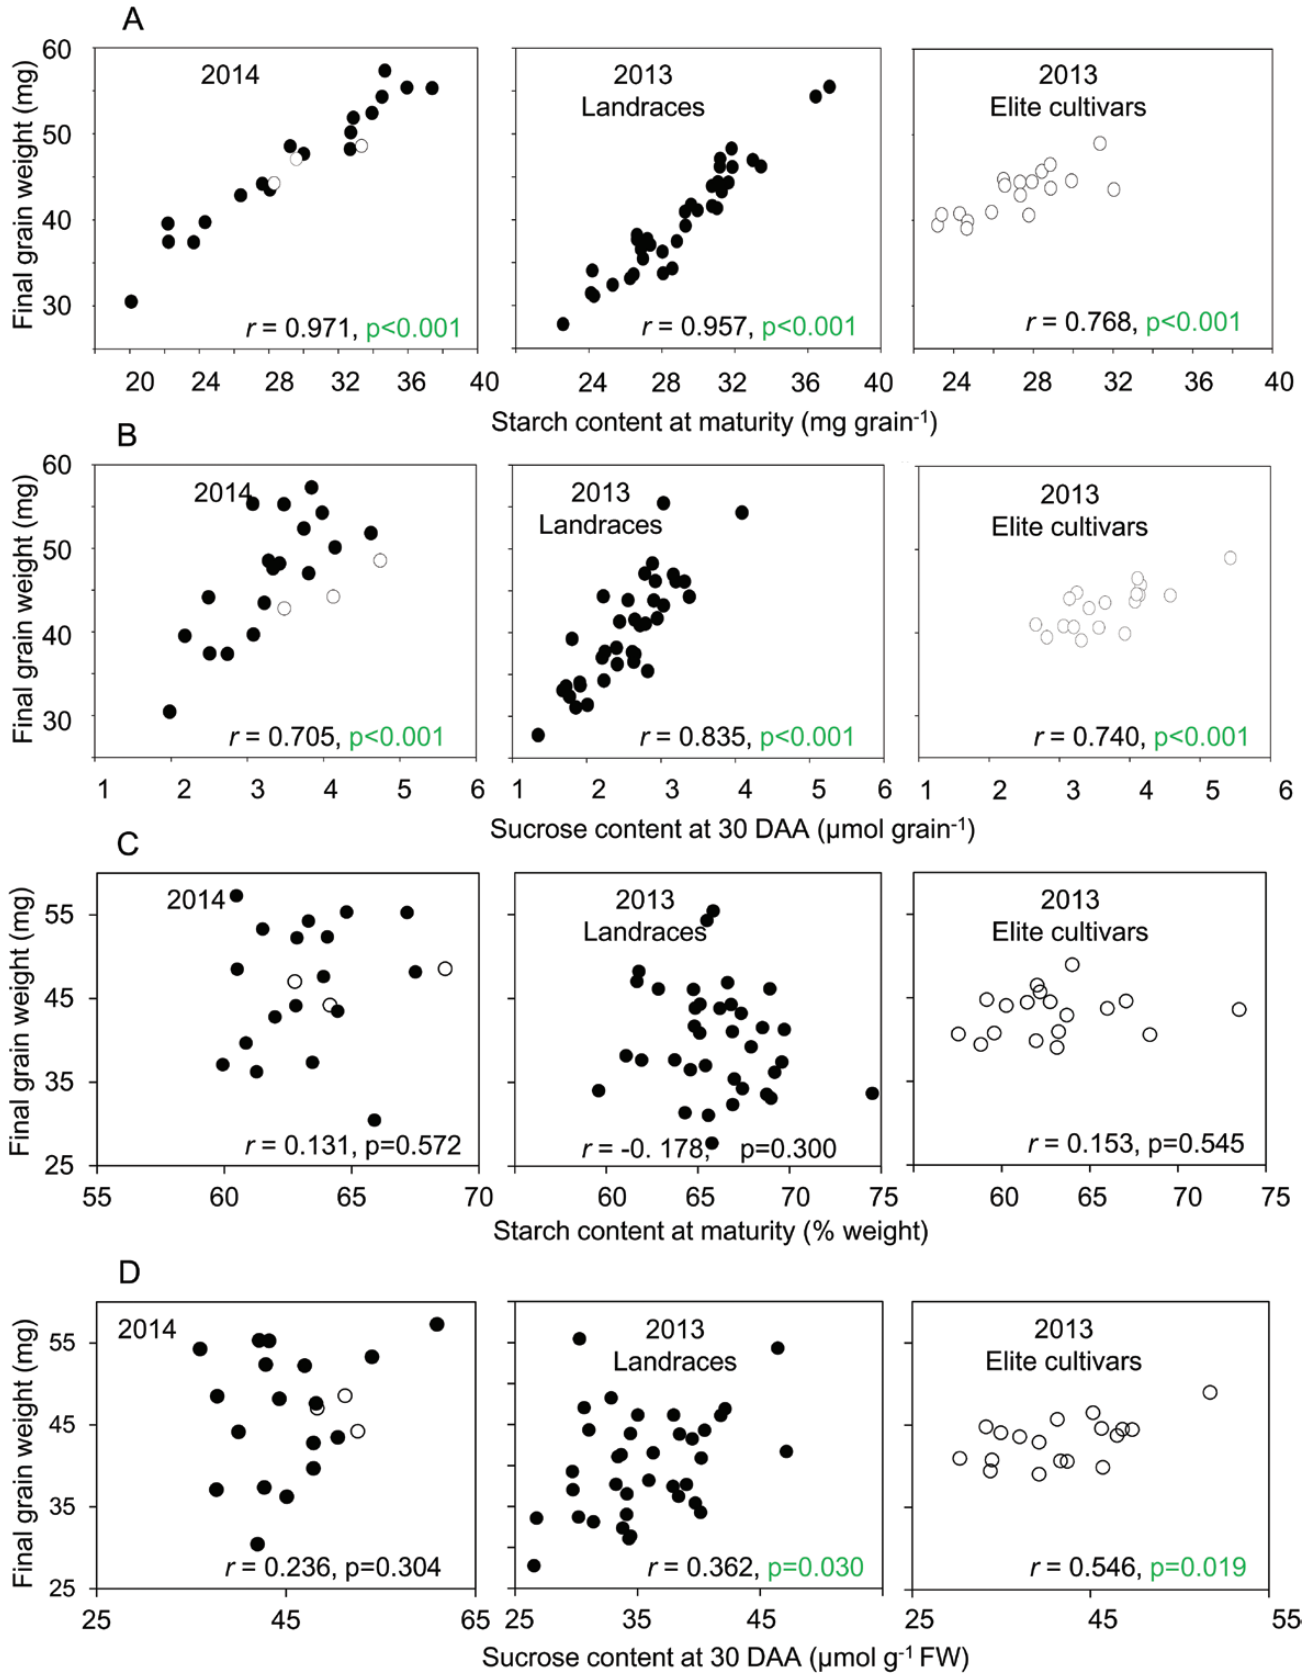 A
Final grain weight (mg)
60
50
40
30
2014
r = 0.971, p<0.001
2013
Landraces
r = 0.957, p<0.001
2013
Elite cultivars
r = 0.768, p<0.001
20 24 28 32 36 40
24 28 32 36 40
24 28 32 36 40
Starch content at maturity (mg grain-1)
B
Final grain weight (mg)
60
50
40
30
2014
r = 0.705, p<0.001
2013
Landraces
r = 0.835, p<0.001
2013
Elite cultivars
r = 0.740, p<0.001
1 2 3 4 5 6
1 2 3 4 5 6
1 2 3 4 5 6
Sucrose content at 30 DAA (µmol grain-1)
C
Final grain weight (mg)
55
45
35
25
2014
r = 0.131, p=0.572
2013
Landraces
r = -0. 178, p=0.300
2013
Elite cultivars
r = 0.153, p=0.545
55 60 65 70
60 65 70 75
60 65 70 75
Starch content at maturity (% weight)
D
Final grain weight (mg)
55
45
35
25
2014
r = 0.236, p=0.304
2013
Landraces
r = 0.362, p=0.030
2013
Elite cultivars
r = 0.546, p=0.019
25 45 65
25 35 45
25 45 55
Sucrose content at 30 DAA (µmol g-1 FW)